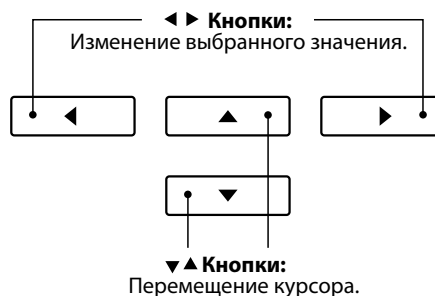 ◀ ▶ Кнопки:
Изменение выбранного значения.
▼▲ Кнопки:
Перемещение курсора.